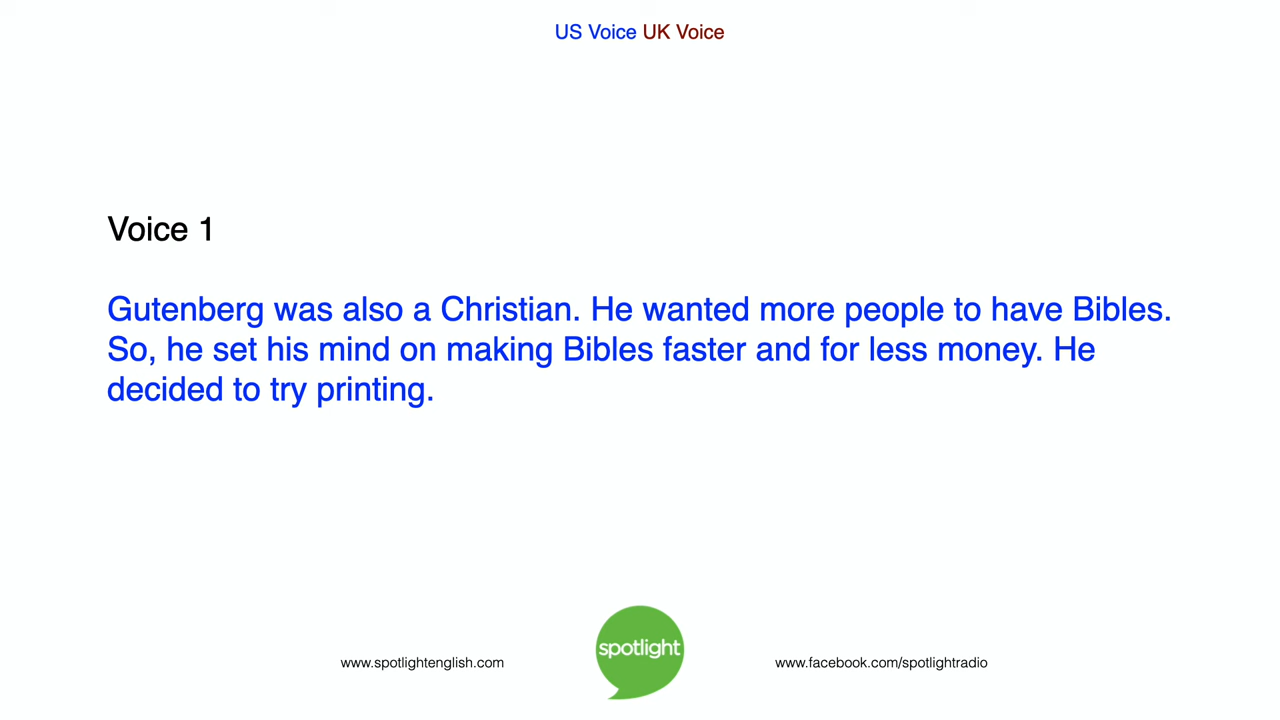 US Voice UK Voice
Voice 1
Gutenberg was also a Christian. He wanted more people to have Bibles.
So, he set his mind on making Bibles faster and for less money. He
decided to try printing.
spotlight
www.spotlightenglish.com
www.facebook.com/spotlightradio